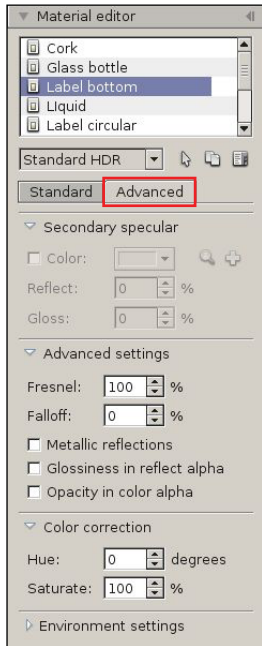 Material editor
Cork
Glass bottle
Label bottom
LIquid
Label circular
Standard HDR
Standard Advanced
Secondary specular
Color:
Reflect: 0 %
Gloss: 0 %
Advanced settings
Fresnel: 100 %
Falloff: 0 %
Metallic reflections
Glossiness in reflect alpha
Opacity in color alpha
Color correction
Hue: 0 degrees
Saturate: 100 %
Environment settings